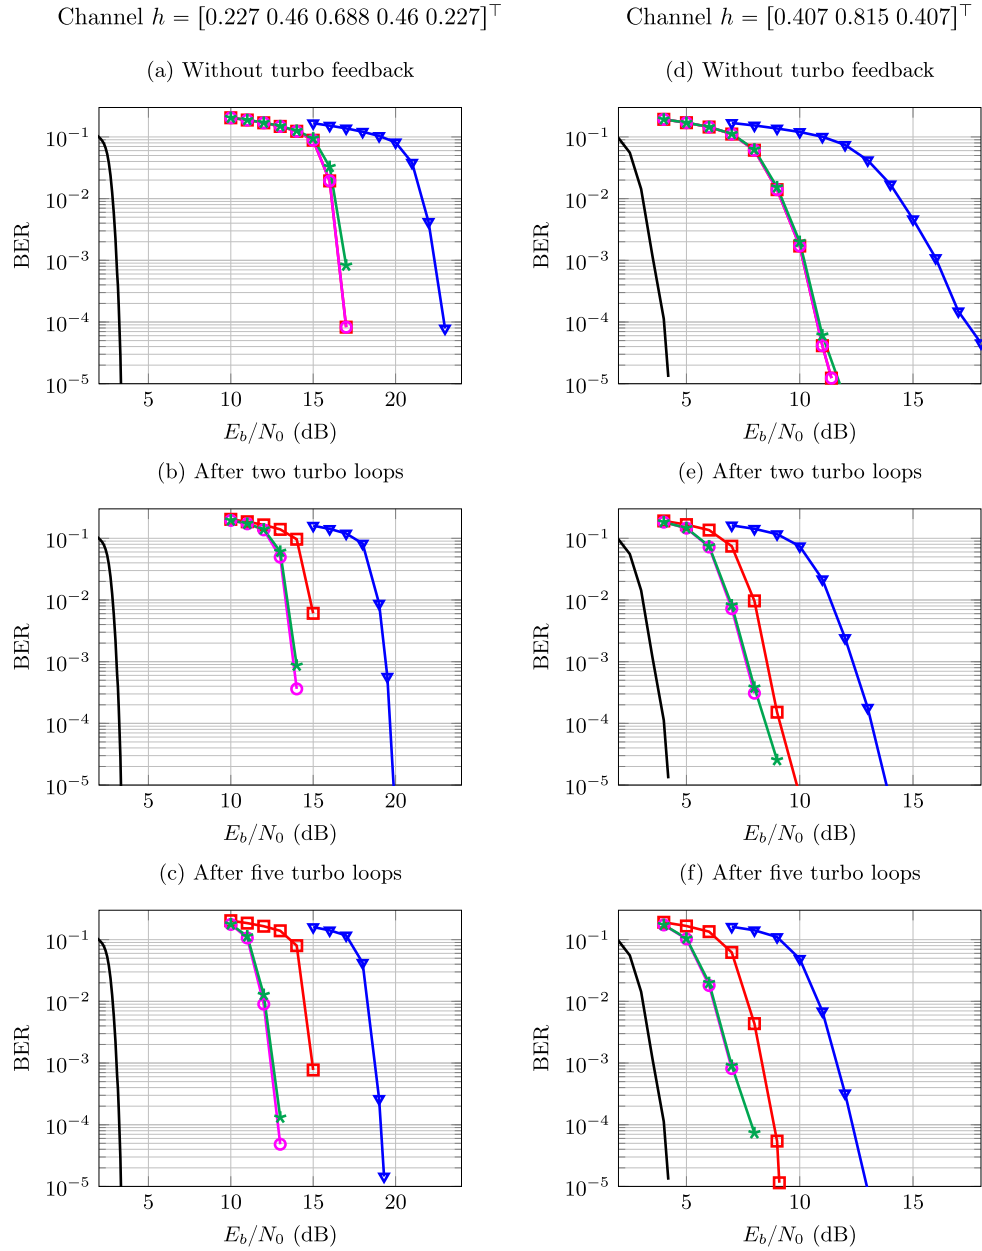 Channel h = [0.227 0.46 0.688 0.46 0.227]⊤
Channel h = [0.407 0.815 0.407]⊤
(a) Without turbo feedback
10−1
10−2
10−3
10−4
10−5
BER
5 10 15 20
Eb/N0 (dB)
(d) Without turbo feedback
10−1
10−2
10−3
10−4
10−5
BER
5 10 15
Eb/N0 (dB)
(b) After two turbo loops
10−1
10−2
10−3
10−4
10−5
BER
5 10 15 20
Eb/N0 (dB)
(e) After two turbo loops
10−1
10−2
10−3
10−4
10−5
BER
5 10 15
Eb/N0 (dB)
(c) After five turbo loops
10−1
10−2
10−3
10−4
10−5
BER
5 10 15 20
Eb/N0 (dB)
(f) After five turbo loops
10−1
10−2
10−3
10−4
10−5
BER
5 10 15
Eb/N0 (dB)